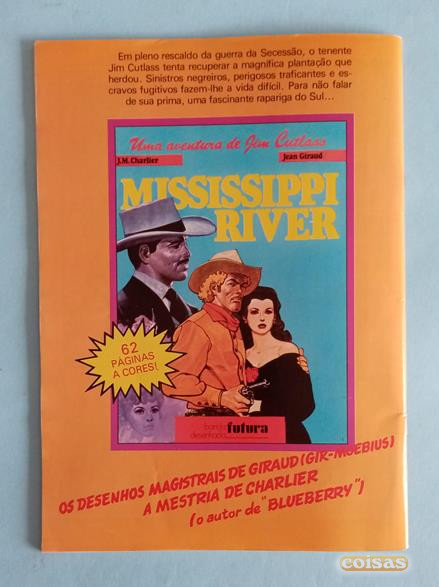 Em pleno rescaldo da guerra da Secessão, o tenente
Jim Cutlass tenta recuperar a magnífica plantação que
herdou. Sinistros negreiros, perigosos traficantes e es-
cravos fugitivos fazem-lhe a vida difícil. Para não falar
de sua prima, uma fascinante rapariga do Sul...
Uma aventura de Jim Cutlass
J.M. Charlier
Jean Giraud
MISSISSIPPI
RIVER
62
PÁGINAS
A CORES!
banda futura
desenhada
OS DESENHOS MAGISTRAIS DE GIRAUD (GIR-MOEBIUS)
A MESTRIA DE CHARLIER
(o autor de "BLUEBERRY")
coisas